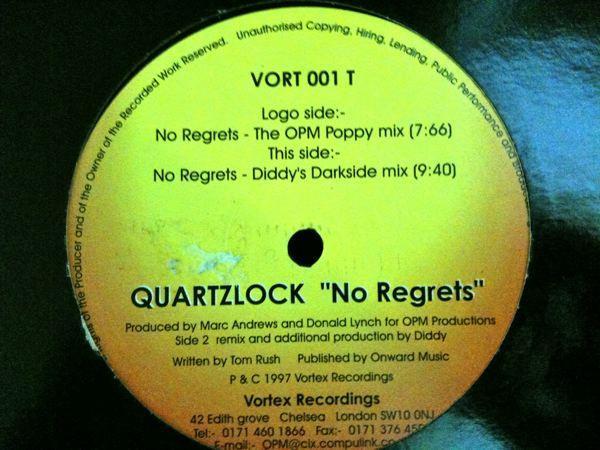 of the Producer and of the Owner of the Recorded Work Reserved. Unauthorised Copying, Hiring, Lending, Public Performance and
VORT 001 T
Logo side:-
No Regrets - The OPM Poppy mix (7:66)
This side:-
No Regrets - Diddy's Darkside mix (9:40)
QUARTZLOCK "No Regrets"
Produced by Marc Andrews and Donald Lynch for OPM Productions
Side 2 remix and additional production by Diddy
Written by Tom Rush Published by Onward Music
P & C 1997 Vortex Recordings
Vortex Recordings
42 Edith grove Chelsea London SW10 0NJ
Tel:- 0171 460 1866 Fax:- 0171 376
E-mail:- OPM@cix.compulink.co